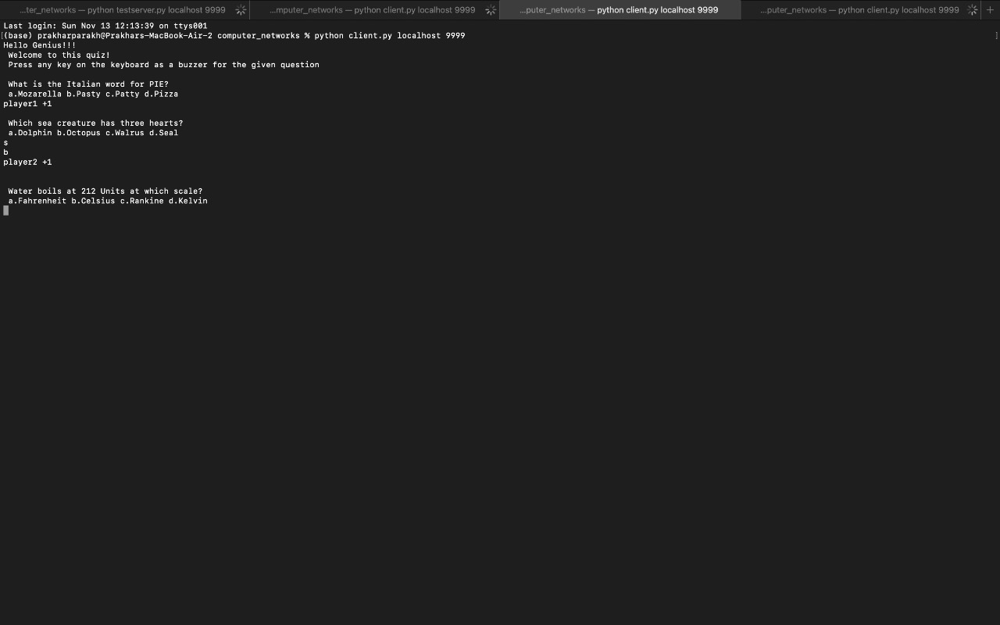 ...ter_networks — python testserver.py localhost 9999
...mputer_networks — python client.py localhost 9999
...puter_networks — python client.py localhost 9999
...puter_networks — python client.py localhost 9999
+
Last login: Sun Nov 13 12:13:39 on ttys001
[(base) prakharparakh@Prakhars-MacBook-Air-2 computer_networks % python client.py localhost 9999 ]
Hello Genius!!!
Welcome to this quiz!
Press any key on the keyboard as a buzzer for the given question
What is the Italian word for PIE?
a.Mozarella b.Pasty c.Patty d.Pizza
player1 +1
Which sea creature has three hearts?
a.Dolphin b.Octopus c.Walrus d.Seal
s
b
player2 +1
Water boils at 212 Units at which scale?
a.Fahrenheit b.Celsius c.Rankine d.Kelvin